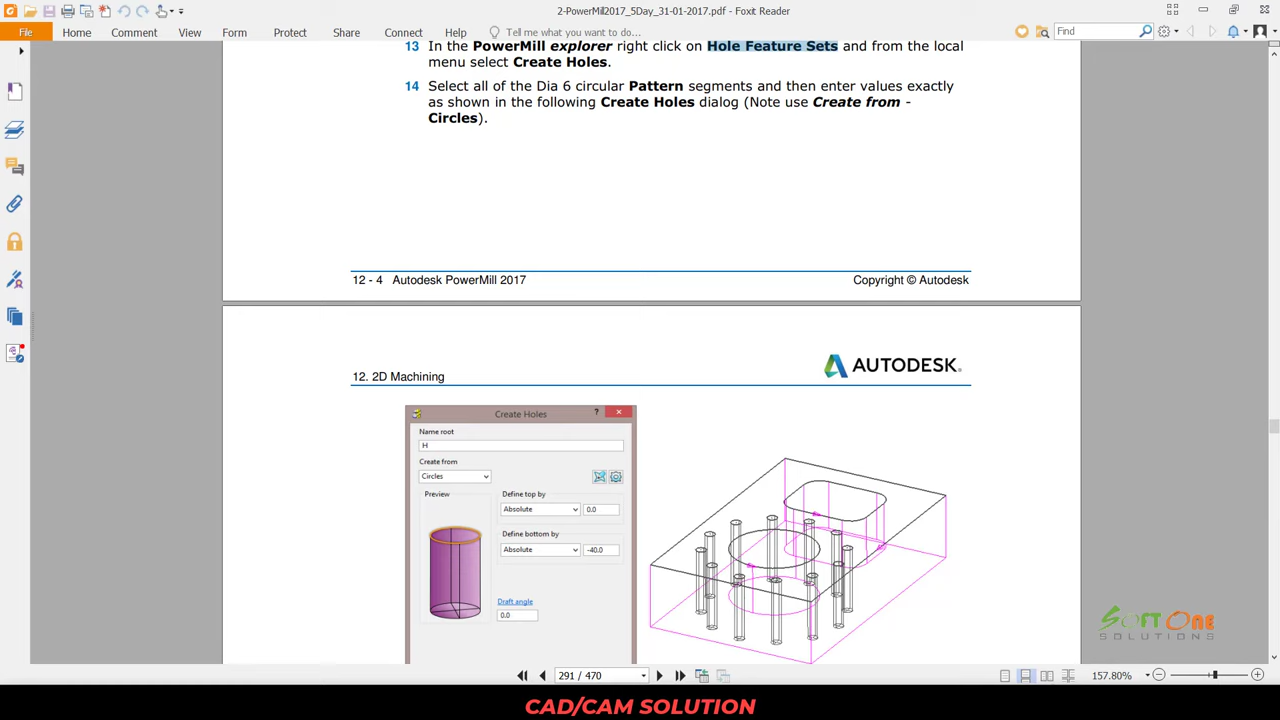 2-PowerMill2017_5Day_31-01-2017.pdf - Foxit Reader
File Home Comment View Form Protect Share Connect Help Tell me what you want to do... Find
13 In the PowerMill explorer right click on Hole Feature Sets and from the local
menu select Create Holes.
14 Select all of the Dia 6 circular Pattern segments and then enter values exactly
as shown in the following Create Holes dialog (Note use Create from -
Circles).
12 - 4 Autodesk PowerMill 2017 Copyright © Autodesk
12. 2D Machining AUTODESK.
Create Holes
Name root
H
Create from
Circles
Preview
Define top by
Absolute 0.0
Define bottom by
Absolute -40.0
Draft angle
0.0
SOFT ONE
SOLUTIONS
291 / 470 157.80%
CAD/CAM SOLUTION